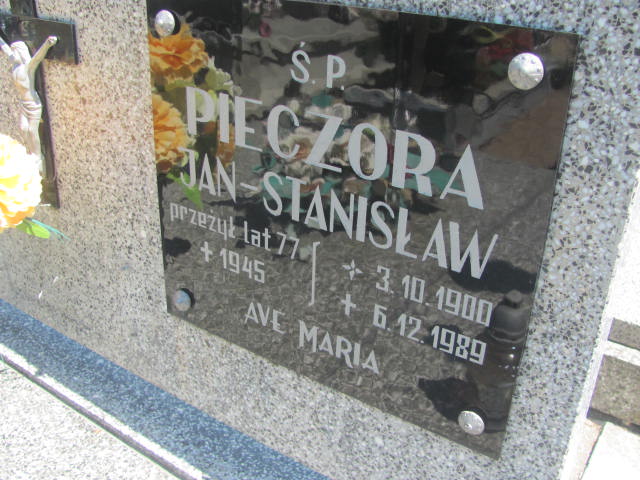 Ś. P.
PIECZORA
JAN-STANISŁAW
przeżył lat 77
+ 1945
✢ 3.10.1900
+ 6.12.1989
AVE MARIA